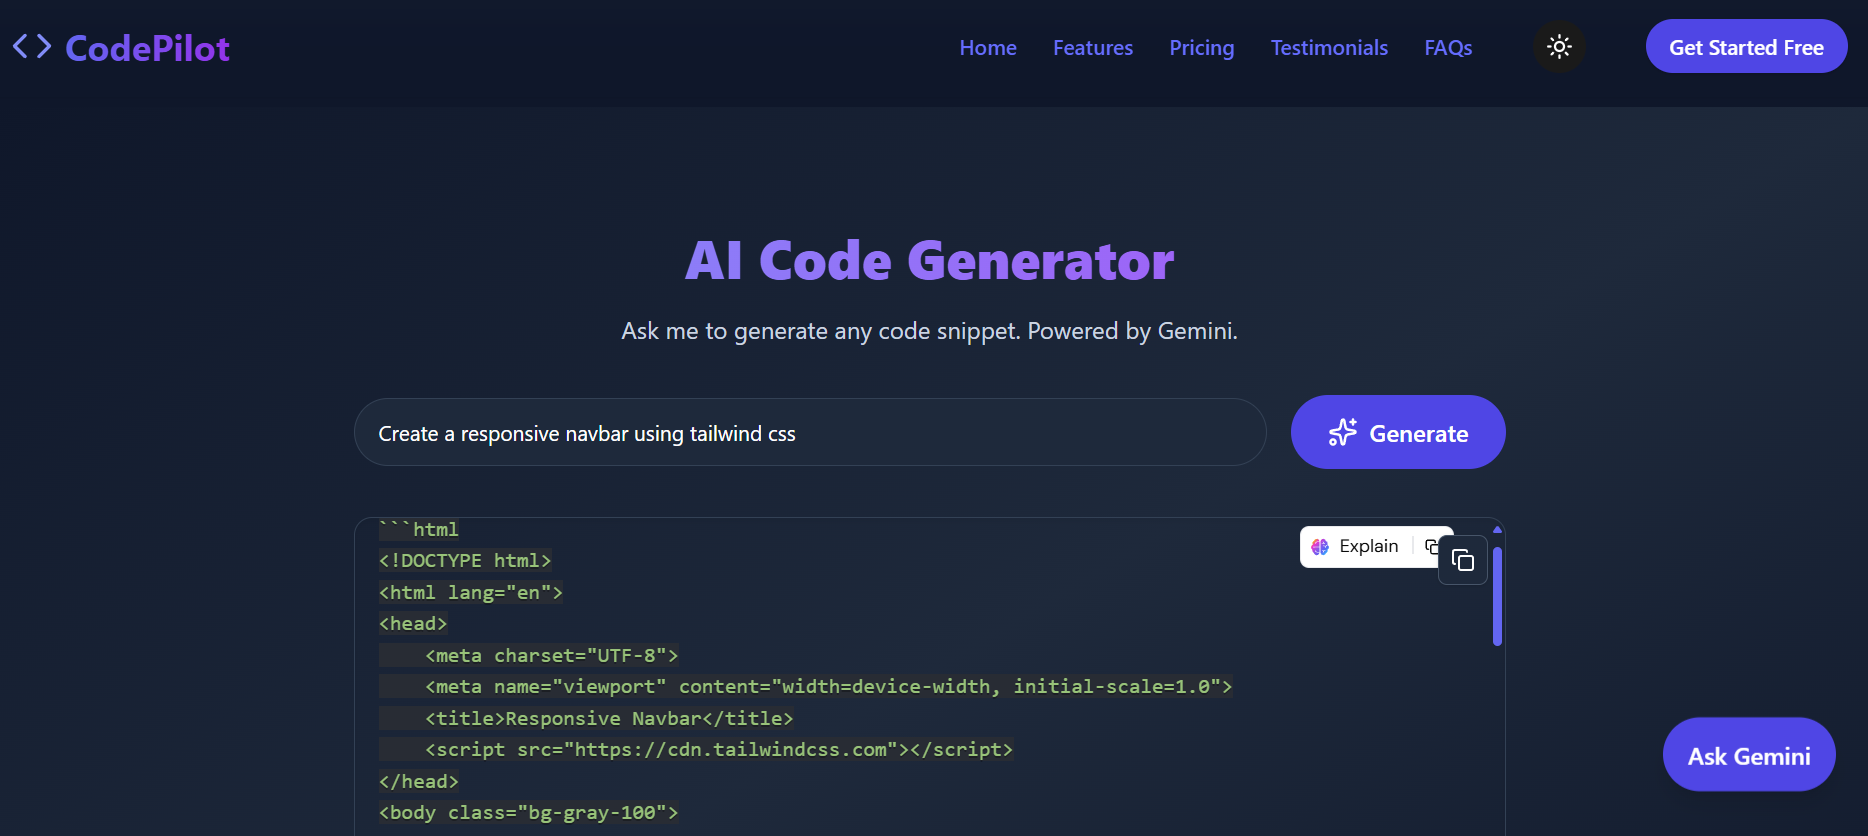 CodePilot
Home Features Pricing Testimonials FAQs Get Started Free
AI Code Generator
Ask me to generate any code snippet. Powered by Gemini.
Create a responsive navbar using tailwind css Generate
```html
Explain
<!DOCTYPE html>
<html lang="en">
<head>
    <meta charset="UTF-8">
    <meta name="viewport" content="width=device-width, initial-scale=1.0">
    <title>Responsive Navbar</title>
    <script src="https://cdn.tailwindcss.com"></script>
</head>
<body class="bg-gray-100">
Ask Gemini